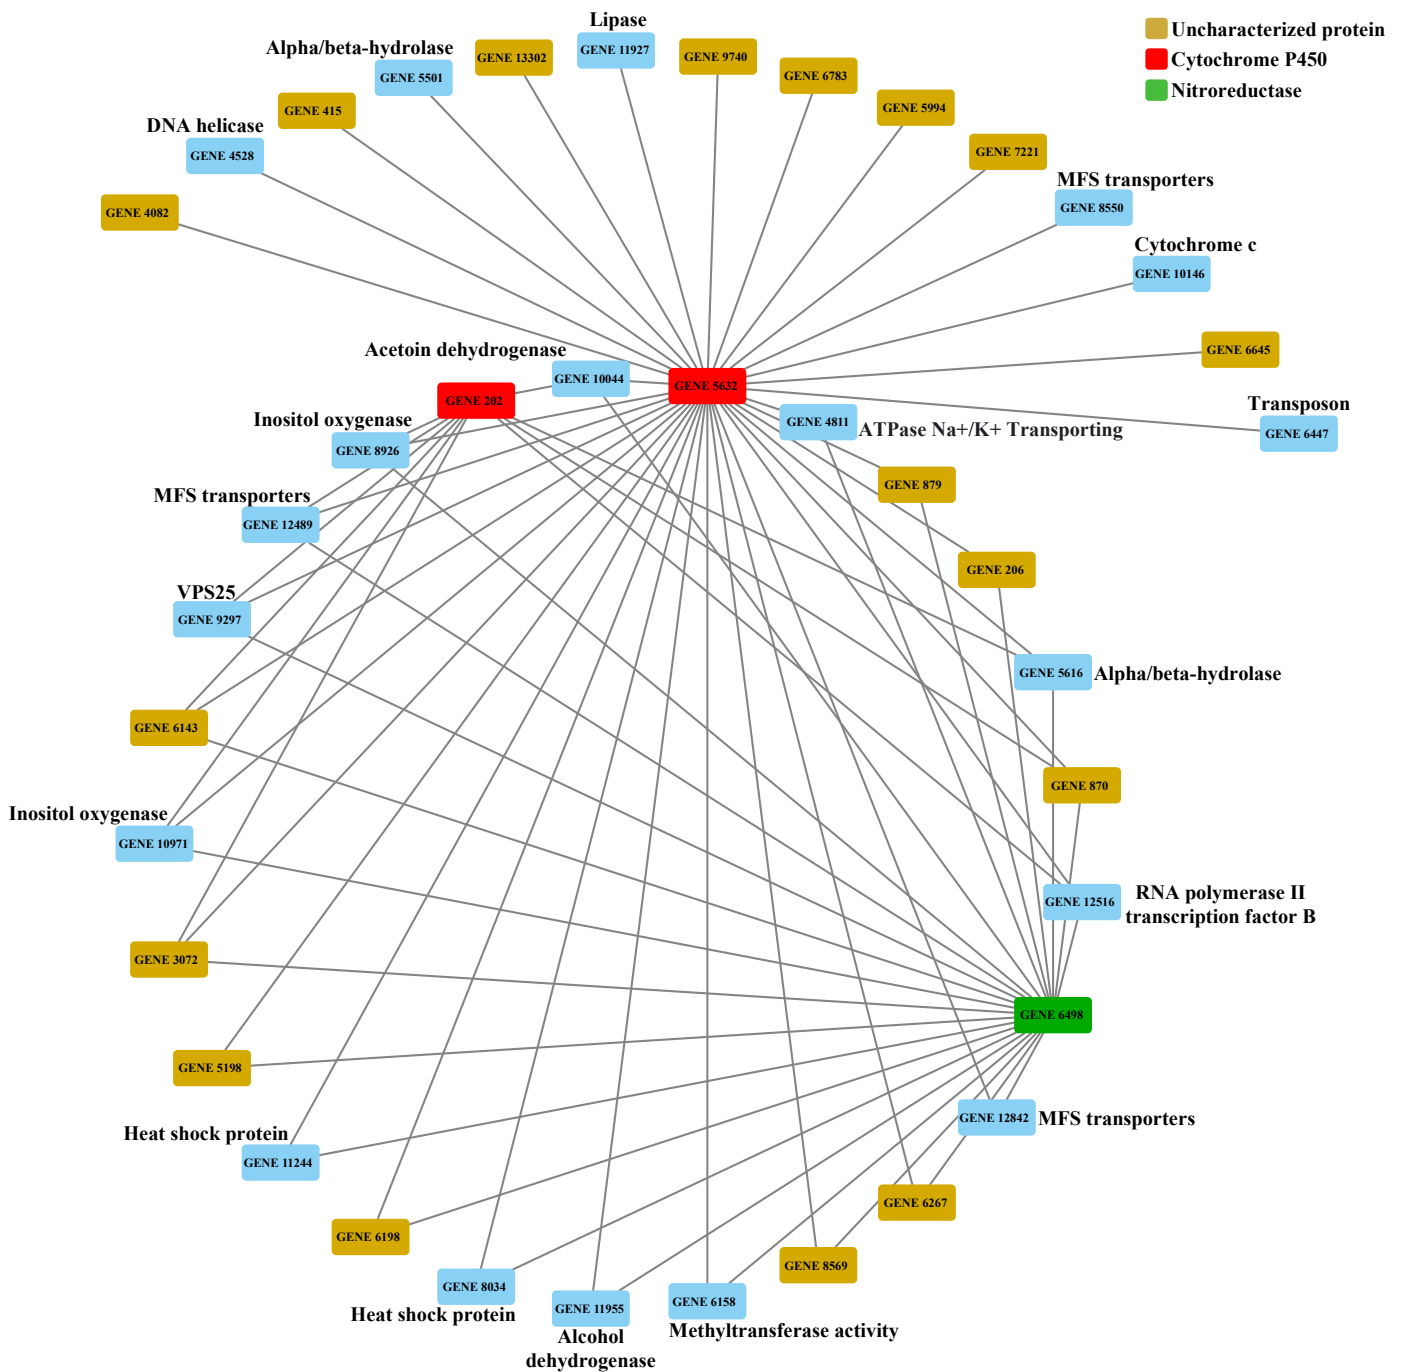 Lipase
Uncharacterized protein
Alpha/beta-hydrolase
GENE 13302
GENE 11927
GENE 9740
Cytochrome P450
GENE 5501
GENE 6783
Nitroreductase
GENE 415
GENE 5994
DNA helicase
GENE 4528
GENE 7221
MFS transporters
GENE 4082
GENE 8550
Cytochrome c
GENE 10146
Acetoin dehydrogenase
GENE 6645
GENE 10044
GENE 5632
GENE 202
Transposon
Inositol oxygenase
GENE 4811
ATPase Na+/K+ Transporting
GENE 6447
GENE 8926
GENE 879
MFS transporters
GENE 12489
GENE 206
VPS25
GENE 9297
GENE 5616
Alpha/beta-hydrolase
GENE 6143
GENE 870
Inositol oxygenase
GENE 10971
RNA polymerase II
GENE 12516
transcription factor B
GENE 3072
GENE 6498
GENE 5198
GENE 12842
MFS transporters
Heat shock protein
GENE 11244
GENE 6267
GENE 6198
GENE 8569
GENE 8034
Heat shock protein
GENE 11955
GENE 6158
Alcohol
dehydrogenase
Methyltransferase activity